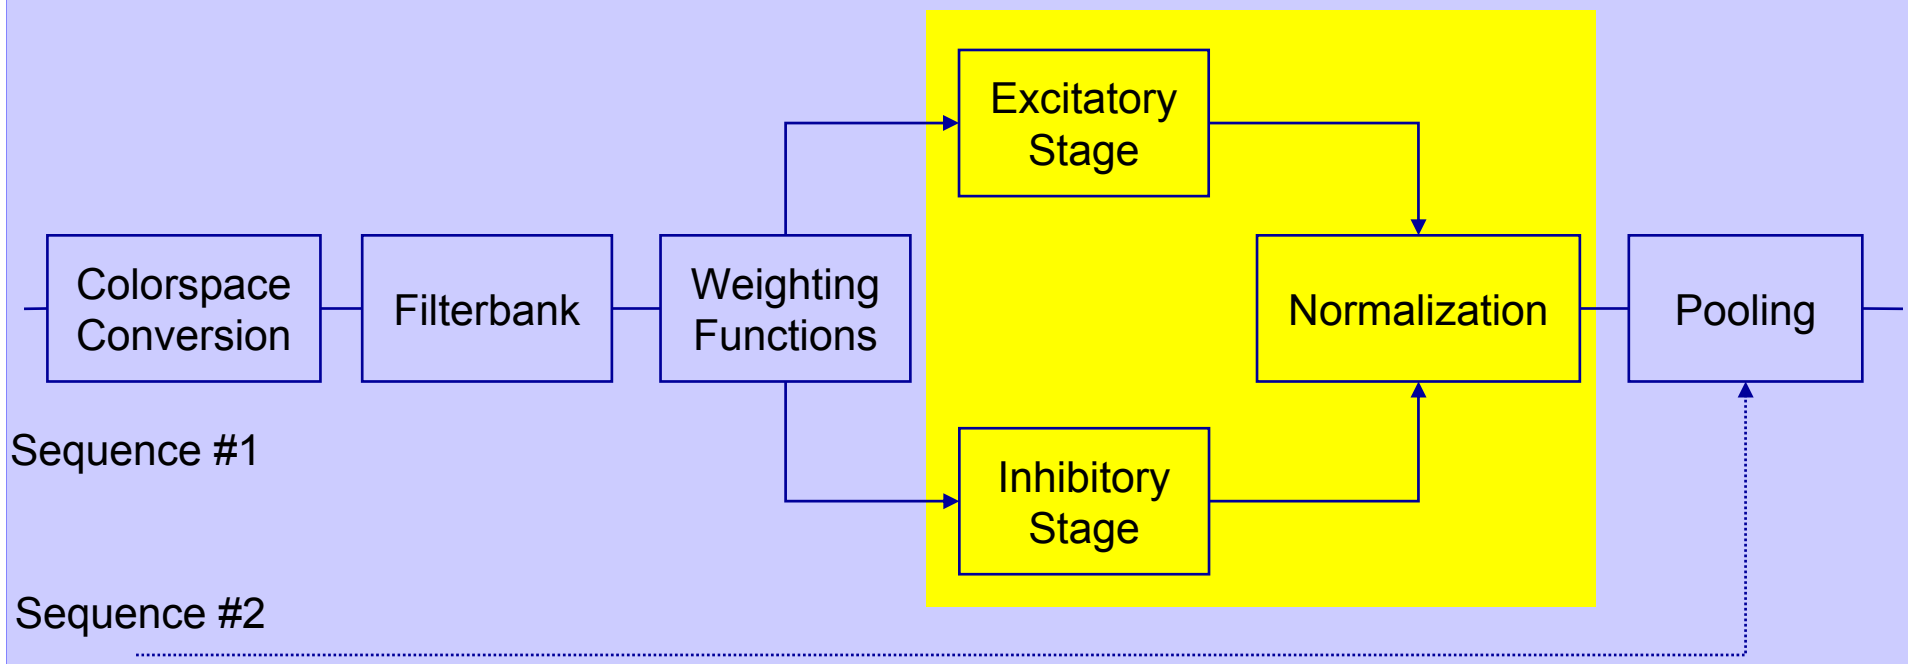 Excitatory
Stage
Colorspace
Conversion
Filterbank
Weighting
Functions
Normalization
Pooling
Sequence #1
Inhibitory
Stage
Sequence #2